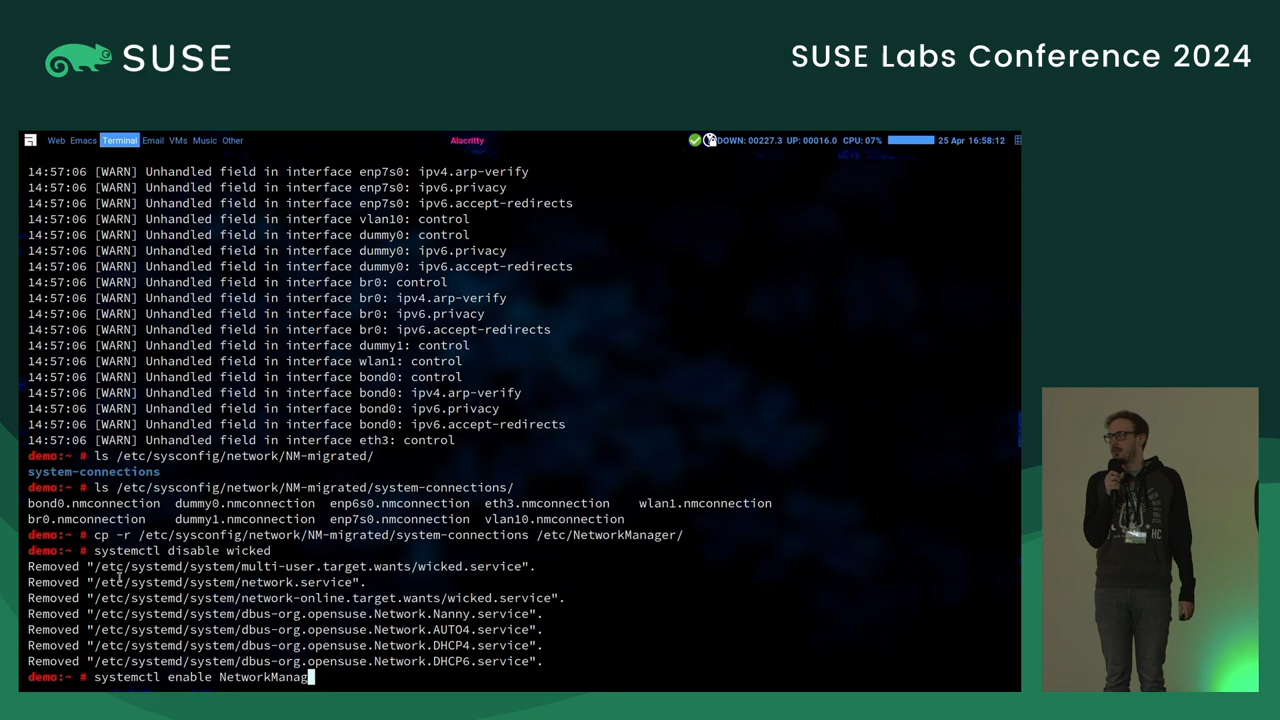 SUSE
SUSE Labs Conference 2024
Web Emacs Terminal Email VMs Music Other
Alacritty
DOWN: 00227.3 UP: 00016.0 CPU: 07%
25 Apr 16:58:12
14:57:06 [WARN] Unhandled field in interface enp7s0: ipv4.arp-verify
14:57:06 [WARN] Unhandled field in interface enp7s0: ipv6.privacy
14:57:06 [WARN] Unhandled field in interface enp7s0: ipv6.accept-redirects
14:57:06 [WARN] Unhandled field in interface vlan10: control
14:57:06 [WARN] Unhandled field in interface dummy0: control
14:57:06 [WARN] Unhandled field in interface dummy0: ipv6.privacy
14:57:06 [WARN] Unhandled field in interface dummy0: ipv6.accept-redirects
14:57:06 [WARN] Unhandled field in interface br0: control
14:57:06 [WARN] Unhandled field in interface br0: ipv4.arp-verify
14:57:06 [WARN] Unhandled field in interface br0: ipv6.privacy
14:57:06 [WARN] Unhandled field in interface br0: ipv6.accept-redirects
14:57:06 [WARN] Unhandled field in interface dummy1: control
14:57:06 [WARN] Unhandled field in interface wlan1: control
14:57:06 [WARN] Unhandled field in interface bond0: control
14:57:06 [WARN] Unhandled field in interface bond0: ipv4.arp-verify
14:57:06 [WARN] Unhandled field in interface bond0: ipv6.privacy
14:57:06 [WARN] Unhandled field in interface bond0: ipv6.accept-redirects
14:57:06 [WARN] Unhandled field in interface eth3: control
demo:~ # ls /etc/sysconfig/network/NM-migrated/
system-connections
demo:~ # ls /etc/sysconfig/network/NM-migrated/system-connections/
bond0.nmconnection dummy0.nmconnection enp6s0.nmconnection eth3.nmconnection wlan1.nmconnection
br0.nmconnection dummy1.nmconnection enp7s0.nmconnection vlan10.nmconnection
demo:~ # cp -r /etc/sysconfig/network/NM-migrated/system-connections /etc/NetworkManager/
demo:~ # systemctl disable wicked
Removed "/etc/systemd/system/multi-user.target.wants/wicked.service".
Removed "/etc/systemd/system/network.service".
Removed "/etc/systemd/system/network-online.target.wants/wicked.service".
Removed "/etc/systemd/system/dbus-org.opensuse.Network.Nanny.service".
Removed "/etc/systemd/system/dbus-org.opensuse.Network.AUTO4.service".
Removed "/etc/systemd/system/dbus-org.opensuse.Network.DHCP4.service".
Removed "/etc/systemd/system/dbus-org.opensuse.Network.DHCP6.service".
demo:~ # systemctl enable NetworkManag
HC